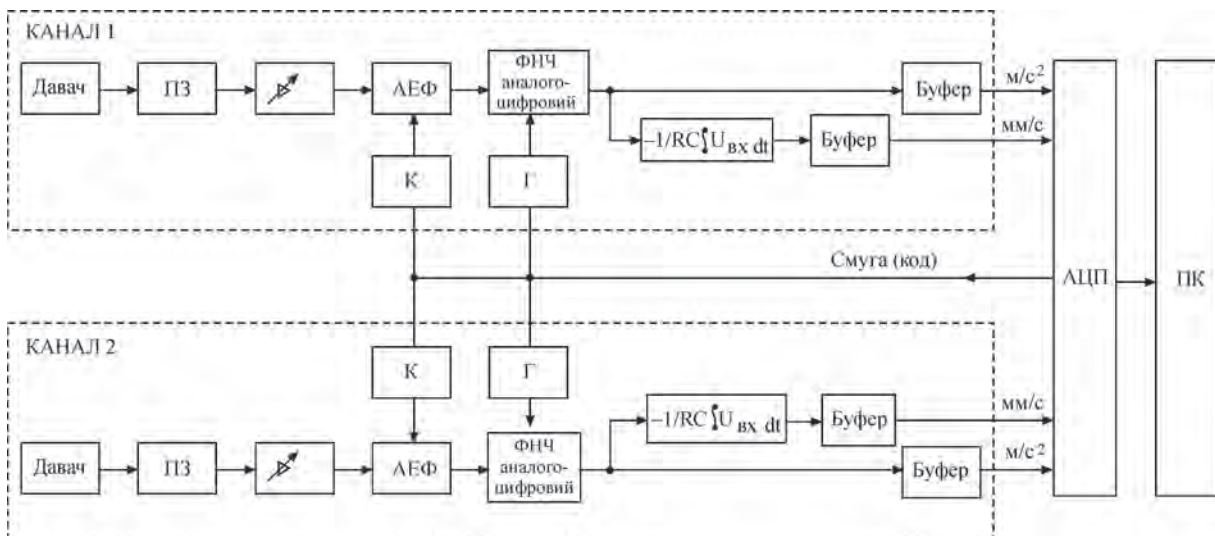 КАНАЛ 1
Давач
ПЗ
АЕФ
ФНЧ
аналого-
цифровий
Буфер
м/с²
–1/RC∫U вх dt
Буфер
мм/с
К
Г
Смуга (код)
АЦП
ПК
КАНАЛ 2
К
Г
–1/RC∫U вх dt
Буфер
мм/с
Давач
ПЗ
АЕФ
ФНЧ
аналого-
цифровий
Буфер
м/с²